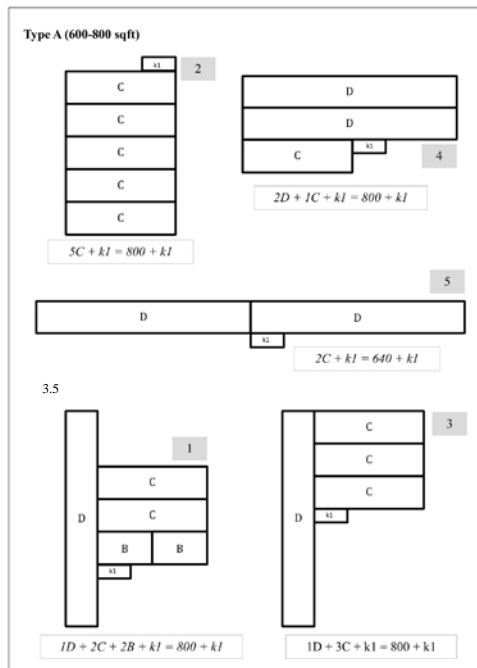 Type A (600-800 sqft)
k1
2
C
C
C
C
C
5C + k1 = 800 + k1
D
D
C
k1
4
2D + 1C + k1 = 800 + k1
5
D
D
k1
2C + k1 = 640 + k1
3.5
1
D
C
C
B
B
k1
1D + 2C + 2B + k1 = 800 + k1
3
D
C
C
C
k1
1D + 3C + k1 = 800 + k1